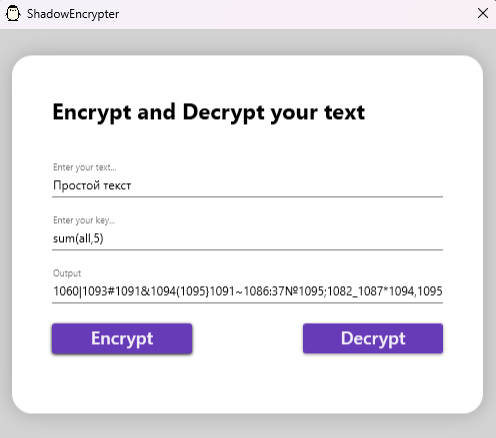 ShadowEncrypter
Encrypt and Decrypt your text
Enter your text...
Простой текст
Enter your key...
sum(all,5)
Output
1060|1093#1091&1094(1095}1091~1086:37№1095;1082_1087*1094,1095
Encrypt
Decrypt